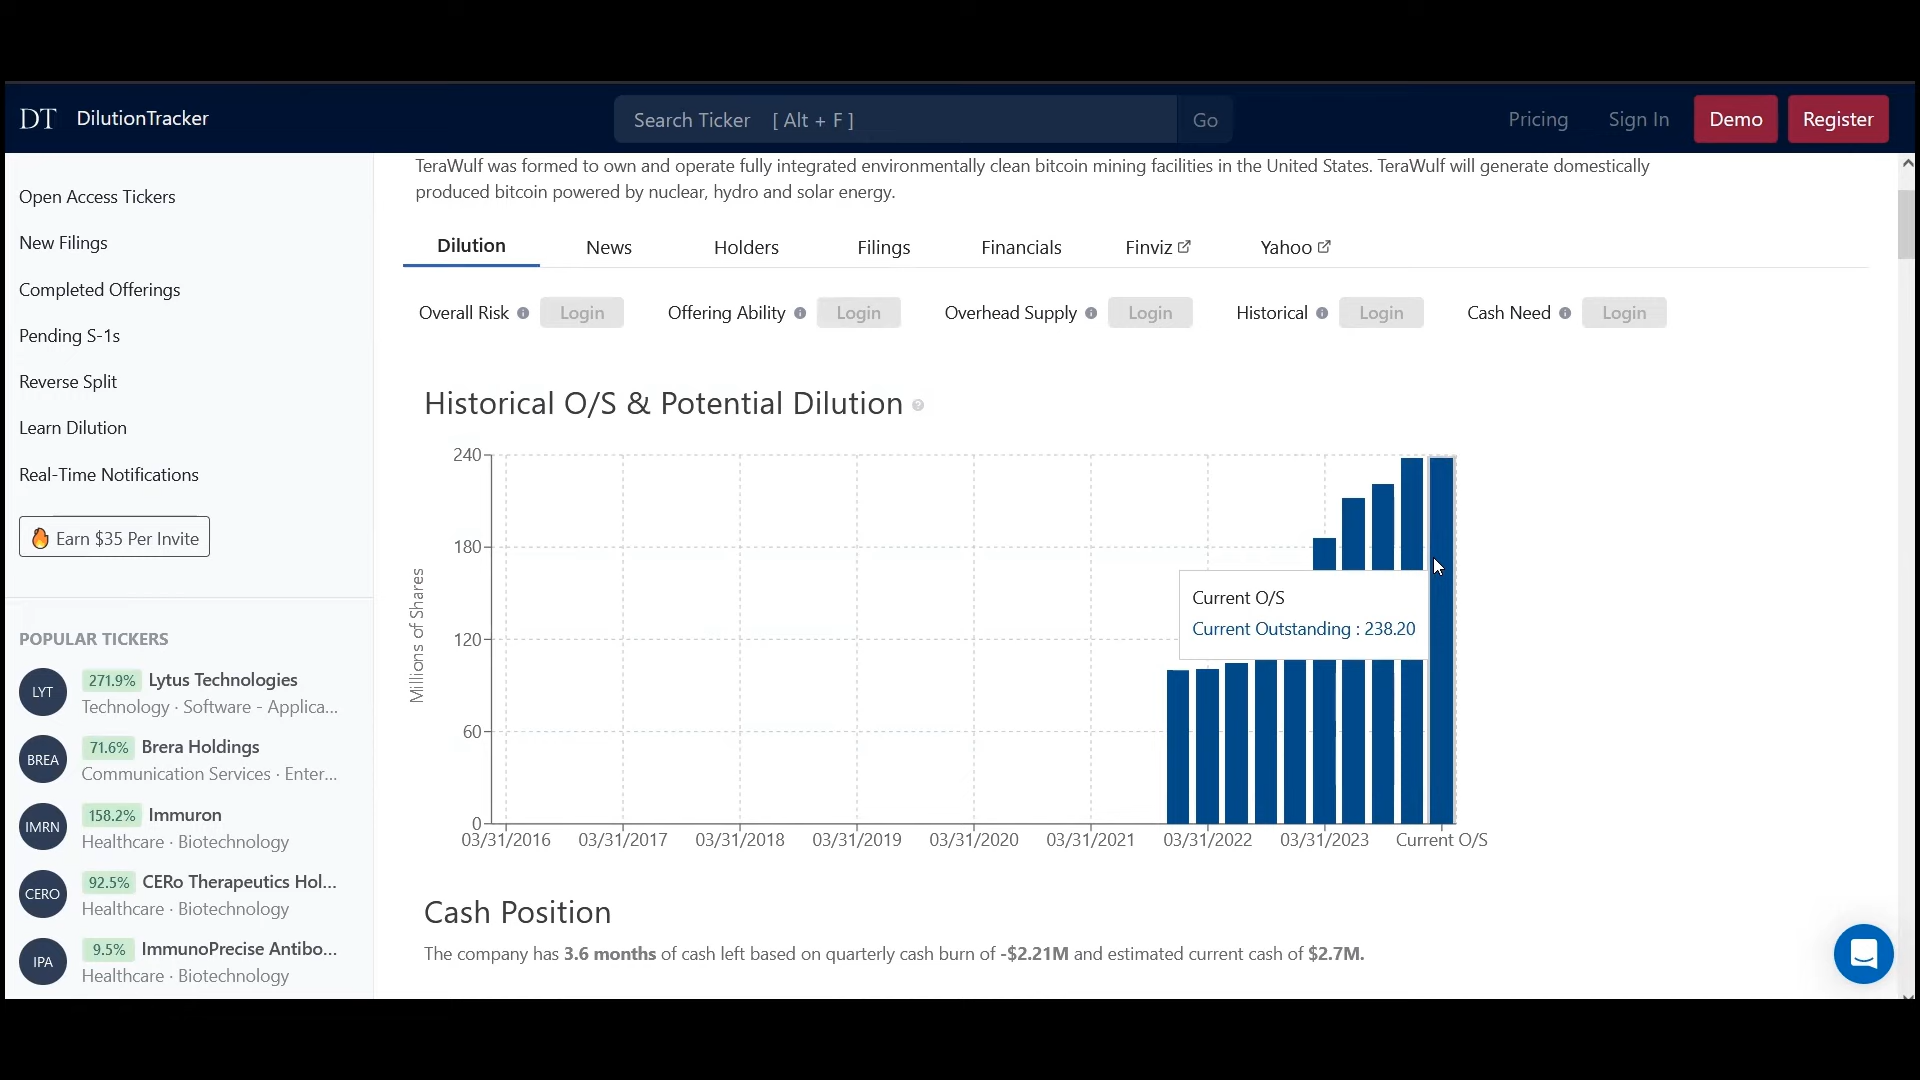 DT DilutionTracker
Search Ticker [ Alt + F ]
Go
Pricing
Sign In
Demo
Register
Open Access Tickers
New Filings
Completed Offerings
Pending S-1s
Reverse Split
Learn Dilution
Real-Time Notifications
Earn $35 Per Invite
POPULAR TICKERS
LYT
271.9% Lytus Technologies
Technology · Software - Applica...
BREA
71.6% Brera Holdings
Communication Services · Enter...
IMRN
158.2% Immuron
Healthcare · Biotechnology
CERO
92.5% CERo Therapeutics Hol...
Healthcare · Biotechnology
IPA
9.5% ImmunoPrecise Antibo...
Healthcare · Biotechnology
TeraWulf was formed to own and operate fully integrated environmentally clean bitcoin mining facilities in the United States. TeraWulf will generate domestically
produced bitcoin powered by nuclear, hydro and solar energy.
Dilution
News
Holders
Filings
Financials
Finviz
Yahoo
Overall Risk Login
Offering Ability Login
Overhead Supply Login
Historical Login
Cash Need Login
Historical O/S & Potential Dilution
Millions of Shares
240
180
120
60
0
Current O/S
Current Outstanding : 238.20
03/31/2016
03/31/2017
03/31/2018
03/31/2019
03/31/2020
03/31/2021
03/31/2022
03/31/2023
Current O/S
Cash Position
The company has 3.6 months of cash left based on quarterly cash burn of -$2.21M and estimated current cash of $2.7M.